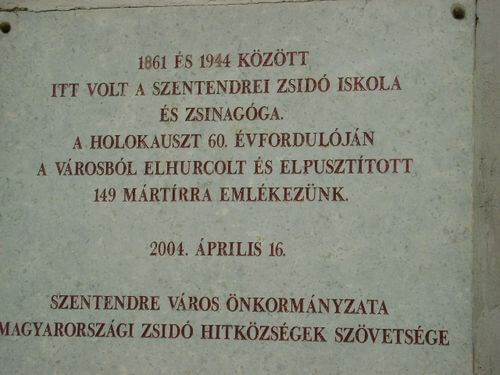 1861 ÉS 1944 KÖZÖTT
ITT VOLT A SZENTENDREI ZSIDÓ ISKOLA
ÉS ZSINAGÓGA.
A HOLOKAUSZT 60. ÉVFORDULÓJÁN
A VÁROSBÓL ELHURCOLT ÉS ELPUSZTÍTOTT
149 MÁRTÍRRA EMLÉKEZÜNK.
2004. ÁPRILIS 16.
SZENTENDRE VÁROS ÖNKORMÁNYZATA
MAGYARORSZÁGI ZSIDÓ HITKÖZSÉGEK SZÖVETSÉGE